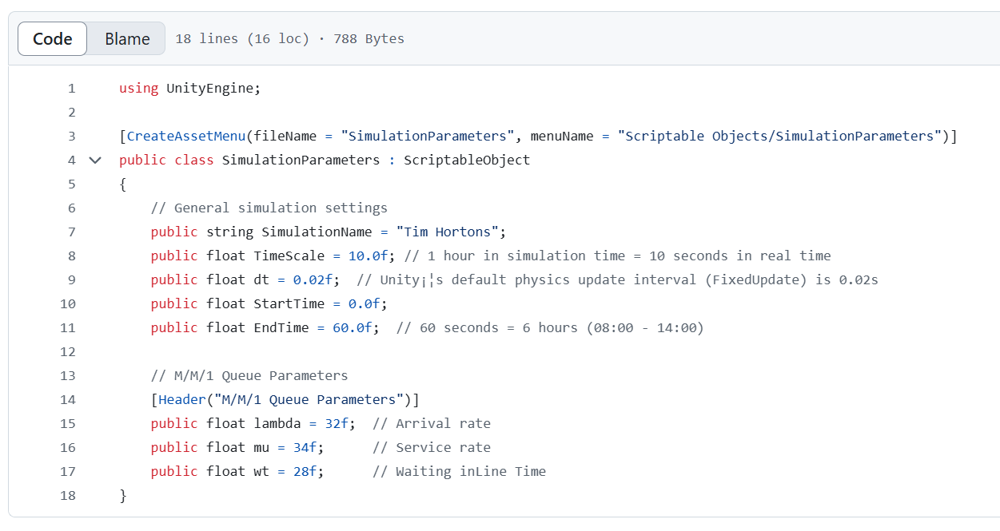 Code Blame 18 lines (16 loc) · 788 Bytes
1 using UnityEngine;
2
3 [CreateAssetMenu(fileName = "SimulationParameters", menuName = "Scriptable Objects/SimulationParameters")]
4 public class SimulationParameters : ScriptableObject
5 {
6 // General simulation settings
7 public string SimulationName = "Tim Hortons";
8 public float TimeScale = 10.0f; // 1 hour in simulation time = 10 seconds in real time
9 public float dt = 0.02f;  // Unity¡¦s default physics update interval (FixedUpdate) is 0.02s
10 public float StartTime = 0.0f;
11 public float EndTime = 60.0f;  // 60 seconds = 6 hours (08:00 - 14:00)
12
13 // M/M/1 Queue Parameters
14 [Header("M/M/1 Queue Parameters")]
15 public float lambda = 32f;  // Arrival rate
16 public float mu = 34f;      // Service rate
17 public float wt = 28f;      // Waiting inLine Time
18 }